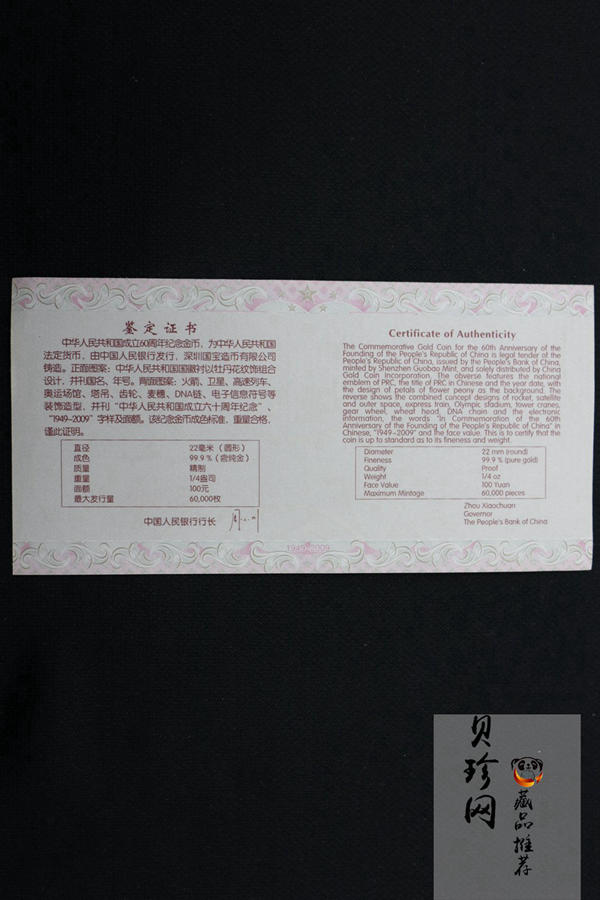 鉴定证书
中华人民共和国成立60周年纪念金币，为中华人民共和国
法定货币，由中国人民银行发行，深圳国宝造币有限公司
铸造。正面图案：中华人民共和国国徽衬以牡丹花纹饰组合
设计，并刊国名、年号。背面图案：火箭、卫星、高速列车、
奥运场馆、塔吊、齿轮、麦穗、DNA链、电子信息符号等
装饰造型，并刊“中华人民共和国成立六十周年纪念”、
“1949-2009”字样及面额。该纪念金币成色标准，重量合格，
谨此证明。
直径 22毫米（圆形）
成色 99.9％（含纯金）
质量 精制
重量 1/4盎司
面额 100元
最大发行量 60,000枚
中国人民银行行长
Certificate of Authenticity
The Commemorative Gold Coin for the 60th Anniversary of the
Founding of the People's Republic of China is legal tender of the
People's Republic of China, issued by the People's Bank of China,
minted by Shenzhen Guobao Mint, and solely distributed by China
Gold Coin Incorporation. The obverse features the national
emblem of PRC, the title of PRC in Chinese and the year date, with
the design of petals of flower peony as the background. The
reverse shows the combined concept designs of rocket, satellite
and outer space, express train, Olympic stadium, tower cranes,
gear wheel, wheat hood, DNA chain and the electronic
information, the words "in Commemoration of the 60th
Anniversary of the Founding of the People's Republic of China" in
Chinese, "1949-2009" and the face value. This is to certify that the
coin is up to standard as to its fineness and weight.
Diameter 22 mm (round)
Fineness 99.9 % (pure gold)
Quality Proof
Weight 1/4 oz
Face Value 100 Yuan
Maximum Mintage 60,000 pieces
Zhou Xiaochuan
Governor
The People's Bank of China
1949-2009
贝珍网
藏品推荐